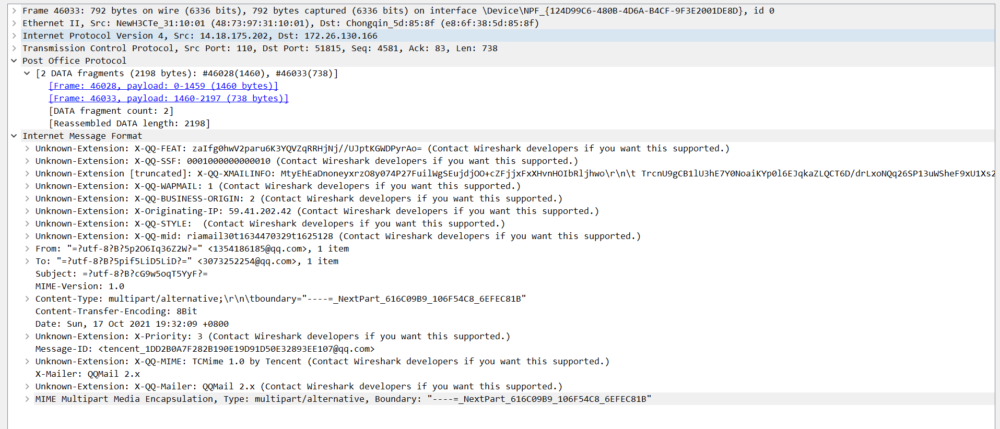 Frame 46033: 792 bytes on wire (6336 bits), 792 bytes captured (6336 bits) on interface \Device\NPF_{124D99C6-480B-4D6A-B4CF-9F3E2001DE8D}, id 0
Ethernet II, Src: NewH3CTe_31:10:01 (48:73:97:31:10:01), Dst: Chongqin_5d:85:8f (e8:6f:38:5d:85:8f)
Internet Protocol Version 4, Src: 14.18.175.202, Dst: 172.26.130.166
Transmission Control Protocol, Src Port: 110, Dst Port: 51815, Seq: 4581, Ack: 83, Len: 738
Post Office Protocol
[2 DATA fragments (2198 bytes): #46028(1460), #46033(738)]
[Frame: 46028, payload: 0-1459 (1460 bytes)]
[Frame: 46033, payload: 1460-2197 (738 bytes)]
[DATA fragment count: 2]
[Reassembled DATA length: 2198]
Internet Message Format
Unknown-Extension: X-QQ-FEAT: zaIfg0hwV2paru6K3YQVZqRRHjNj//UJptKGWDPyrAo= (Contact Wireshark developers if you want this supported.)
Unknown-Extension: X-QQ-SSF: 0001000000000010 (Contact Wireshark developers if you want this supported.)
Unknown-Extension [truncated]: X-QQ-XMAILINFO: MtyEhEaDnoneyxrzO8y074P27FuilWgSEujdjOO+cZFjjxFxXHvnHOIbRljhwo\r\n\t TrcnU9gCB1lU3hE7Y0NoaiKYp0l6EJqkaZLQCT6D/drLxoNQq26SP13uWSheF9xU1Xs2
Unknown-Extension: X-QQ-WAPMAIL: 1 (Contact Wireshark developers if you want this supported.)
Unknown-Extension: X-QQ-BUSINESS-ORIGIN: 2 (Contact Wireshark developers if you want this supported.)
Unknown-Extension: X-Originating-IP: 59.41.202.42 (Contact Wireshark developers if you want this supported.)
Unknown-Extension: X-QQ-STYLE:  (Contact Wireshark developers if you want this supported.)
Unknown-Extension: X-QQ-mid: riamail30t1634470329t1625128 (Contact Wireshark developers if you want this supported.)
From: "=?utf-8?B?5p2O6Iq36Z2W?=" <1354186185@qq.com>, 1 item
To: "=?utf-8?B?5pif5LiD5LiD?=" <3073252254@qq.com>, 1 item
Subject: =?utf-8?B?cG9w5oqT5YyF?=
MIME-Version: 1.0
Content-Type: multipart/alternative;\r\n\tboundary="----=_NextPart_616C09B9_106F54C8_6EFEC81B"
Content-Transfer-Encoding: 8Bit
Date: Sun, 17 Oct 2021 19:32:09 +0800
Unknown-Extension: X-Priority: 3 (Contact Wireshark developers if you want this supported.)
Message-ID: <tencent_1DD2B0A7F282B190E19D91D50E32893EE107@qq.com>
Unknown-Extension: X-QQ-MIME: TCMime 1.0 by Tencent (Contact Wireshark developers if you want this supported.)
X-Mailer: QQMail 2.x
Unknown-Extension: X-QQ-Mailer: QQMail 2.x (Contact Wireshark developers if you want this supported.)
MIME Multipart Media Encapsulation, Type: multipart/alternative, Boundary: "----=_NextPart_616C09B9_106F54C8_6EFEC81B"